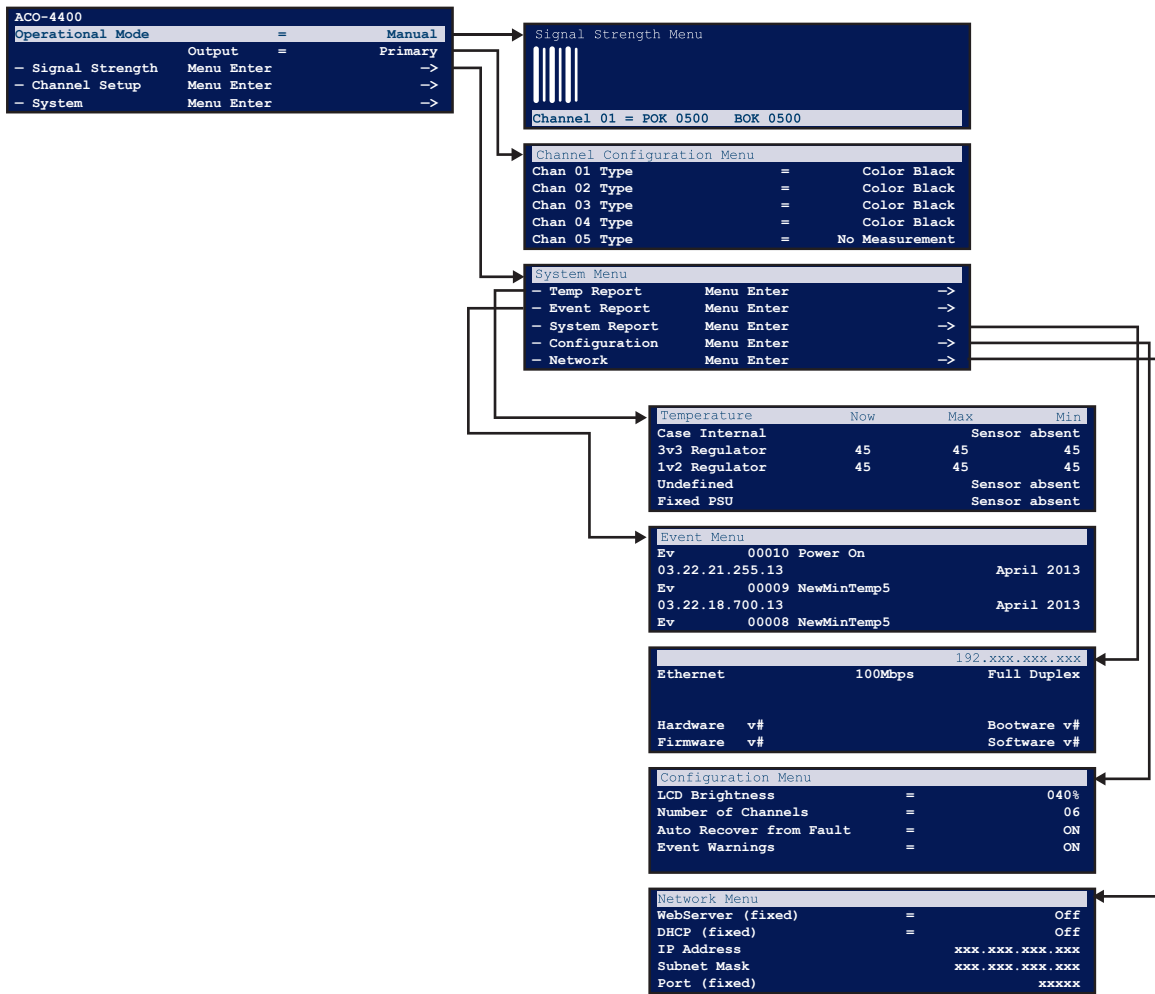 ACO-4400
Operational Mode = Manual
Output = Primary
— Signal Strength Menu Enter —>
— Channel Setup Menu Enter —>
— System Menu Enter —>
Signal Strength Menu
Channel 01 = POK 0500 BOK 0500
Channel Configuration Menu
Chan 01 Type = Color Black
Chan 02 Type = Color Black
Chan 03 Type = Color Black
Chan 04 Type = Color Black
Chan 05 Type = No Measurement
System Menu
— Temp Report Menu Enter —>
— Event Report Menu Enter —>
— System Report Menu Enter —>
— Configuration Menu Enter —>
— Network Menu Enter —>
Temperature Now Max Min
Case Internal Sensor absent
3v3 Regulator 45 45 45
1v2 Regulator 45 45 45
Undefined Sensor absent
Fixed PSU Sensor absent
Event Menu
Ev 00010 Power On
03.22.21.255.13 April 2013
Ev 00009 NewMinTemp5
03.22.18.700.13 April 2013
Ev 00008 NewMinTemp5
192.xxx.xxx.xxx
Ethernet 100Mbps Full Duplex
Hardware v# Bootware v#
Firmware v# Software v#
Configuration Menu
LCD Brightness = 040%
Number of Channels = 06
Auto Recover from Fault = ON
Event Warnings = ON
Network Menu
WebServer (fixed) = Off
DHCP (fixed) = Off
IP Address xxx.xxx.xxx.xxx
Subnet Mask xxx.xxx.xxx.xxx
Port (fixed) xxxxx